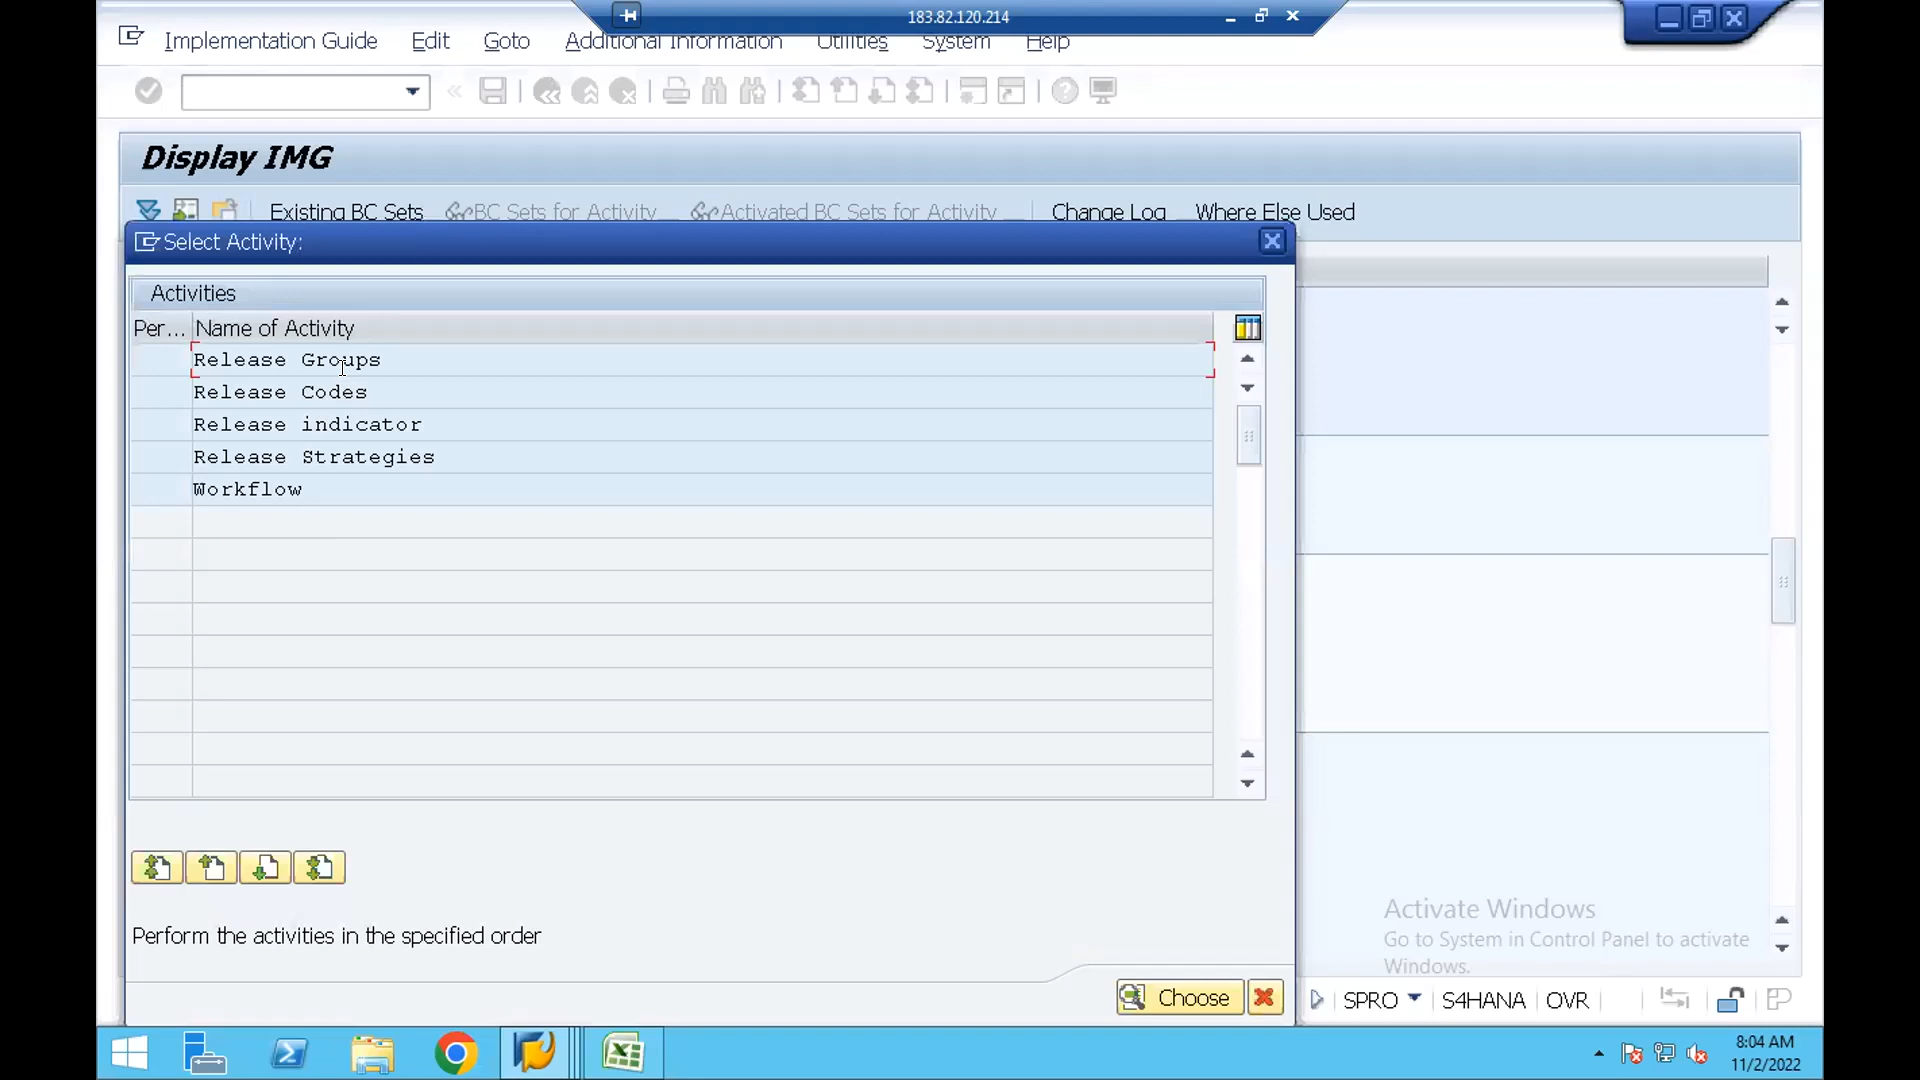 183.82.120.214
Implementation Guide Edit Goto Additional Information Utilities System Help
Display IMG
Existing BC Sets BC Sets for Activity Activated BC Sets for Activity Change Log Where Else Used
Select Activity:
Activities
Per... Name of Activity
Release Groups
Release Codes
Release indicator
Release Strategies
Workflow
Perform the activities in the specified order
Choose
Activate Windows
Go to System in Control Panel to activate
Windows.
SPRO S4HANA OVR
8:04 AM
11/2/2022